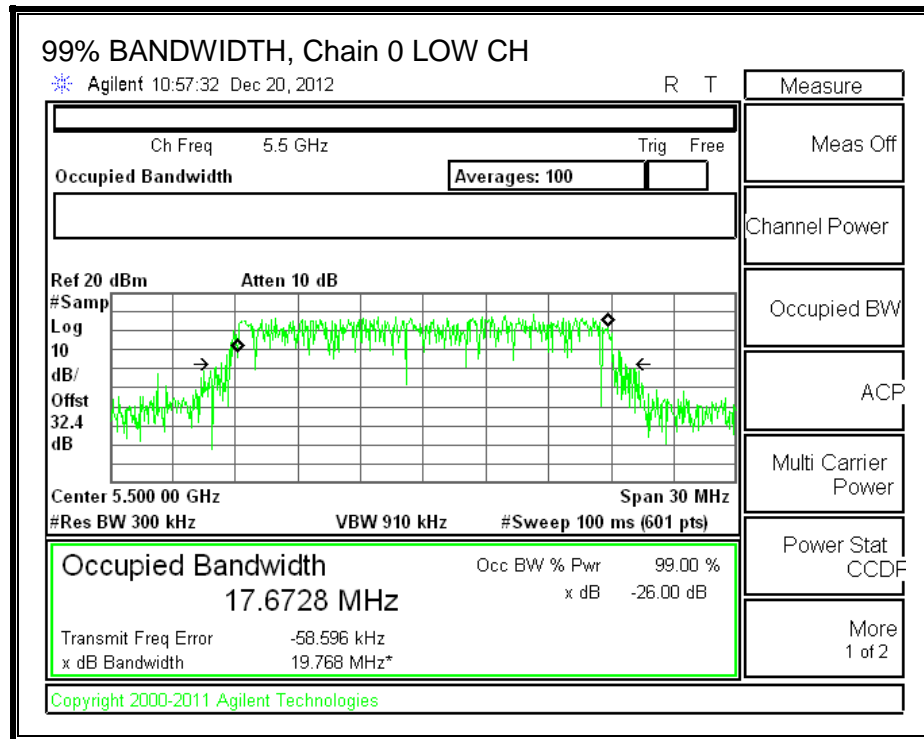 99% BANDWIDTH, Chain 0 LOW CH
Agilent 10:57:32 Dec 20, 2012 R T
Measure
Ch Freq 5.5 GHz Trig Free
Occupied Bandwidth Averages: 100
Meas Off
Channel Power
Occupied BW
ACP
Multi Carrier
Power
Power Stat
CCDF
More
1 of 2
Ref 20 dBm Atten 10 dB
#Samp
Log
10
dB/
Offst
32.4
dB
Center 5.500 00 GHz Span 30 MHz
#Res BW 300 kHz VBW 910 kHz #Sweep 100 ms (601 pts)
Occupied Bandwidth Occ BW % Pwr 99.00 %
17.6728 MHz x dB -26.00 dB
Transmit Freq Error -58.596 kHz
x dB Bandwidth 19.768 MHz*
Copyright 2000-2011 Agilent Technologies